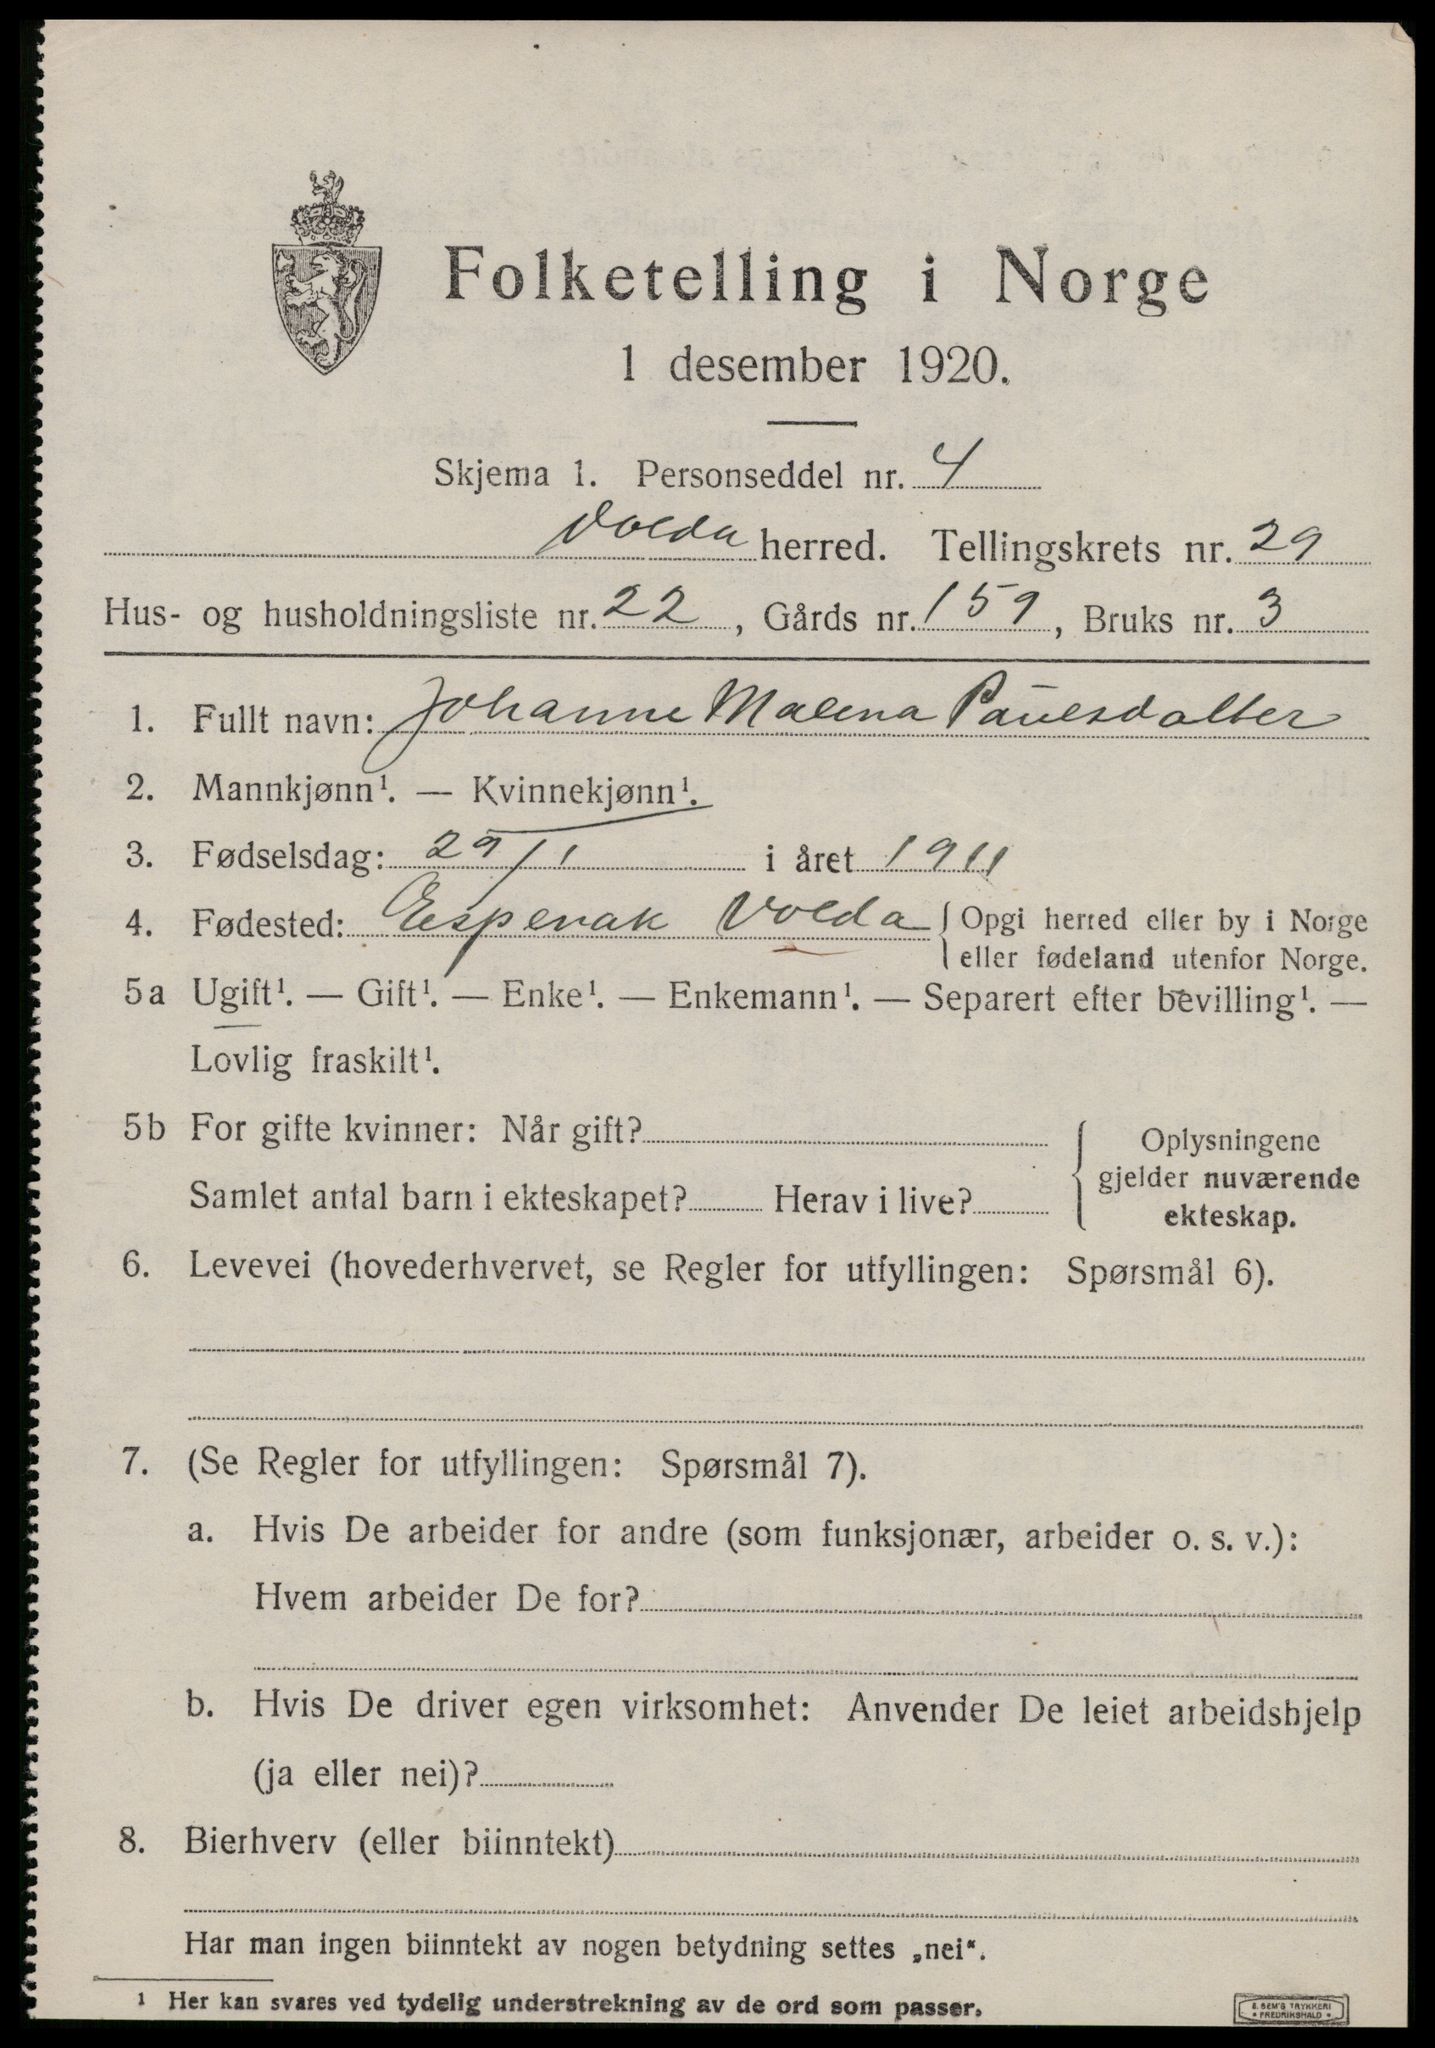 Folketelling i Norge
1 desember 1920.
Skjema 1. Personseddel nr. 4
Volda herred. Tellingskrets nr. 29
Hus- og husholdningsliste nr. 22, Gårds nr. 159, Bruks nr. 3
1. Fullt navn: Johanne Malena Paulsdatter
2. Mannkjønn¹. — Kvinnekjønn¹.
3. Fødselsdag: 29/1 i året 1911
4. Fødested: Espenak Volda { Opgi herred eller by i Norge
eller fødeland utenfor Norge.
5a Ugift¹. — Gift¹. — Enke¹. — Enkemann¹. — Separert efter bevilling¹. —
Lovlig fraskilt¹.
5b For gifte kvinner: Når gift?
Samlet antal barn i ekteskapet? Herav i live?
{ Oplysningene
gjelder nuværende
ekteskap.
6. Levevei (hovederhvervet, se Regler for utfyllingen: Spørsmål 6).
7. (Se Regler for utfyllingen: Spørsmål 7).
a. Hvis De arbeider for andre (som funksjonær, arbeider o. s. v.):
Hvem arbeider De for?
b. Hvis De driver egen virksomhet: Anvender De leiet arbeidshjelp
(ja eller nei)?
8. Bierhverv (eller biinntekt)
Har man ingen biinntekt av nogen betydning settes „nei“.
¹ Her kan svares ved tydelig understrekning av de ord som passer.
E. SEM'S TRYKKERI
• FREDRIKSHALD •